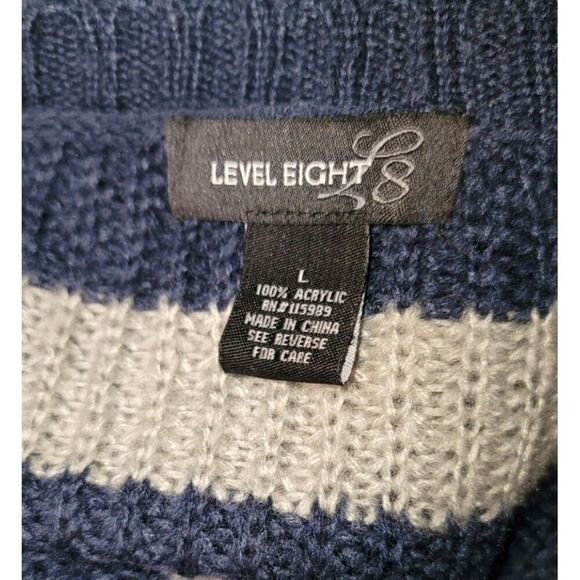 LEVEL EIGHT L8
L
100% ACRYLIC
RN#115989
MADE IN CHINA
SEE REVERSE
FOR CARE